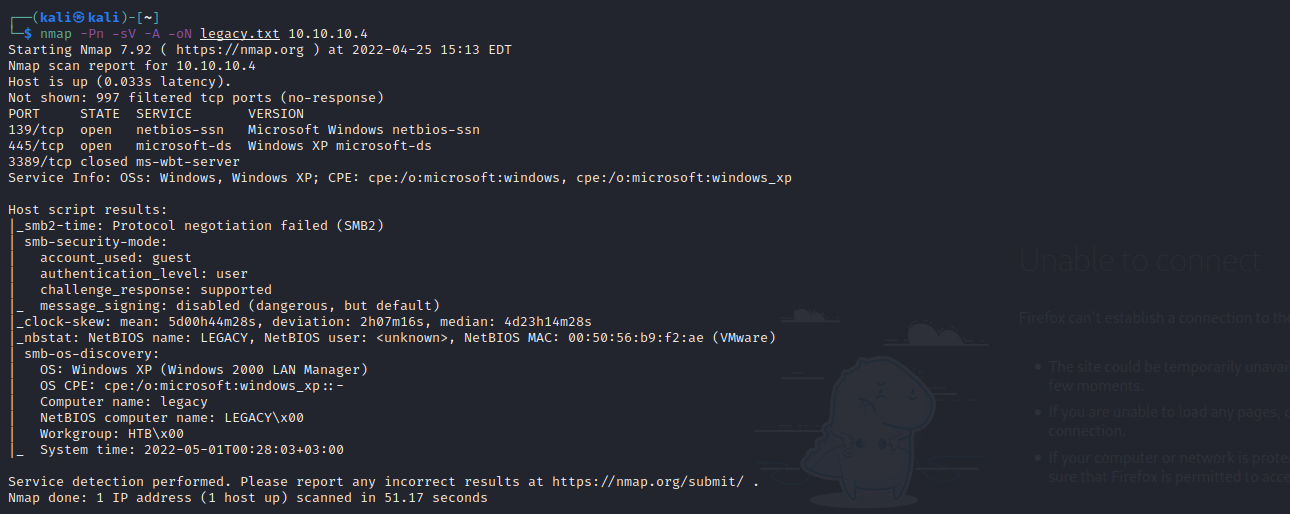 ┌──(kali㉿kali)-[~]
└─$ nmap -Pn -sV -A -oN legacy.txt 10.10.10.4
Starting Nmap 7.92 ( https://nmap.org ) at 2022-04-25 15:13 EDT
Nmap scan report for 10.10.10.4
Host is up (0.033s latency).
Not shown: 997 filtered tcp ports (no-response)
PORT     STATE  SERVICE       VERSION
139/tcp  open   netbios-ssn   Microsoft Windows netbios-ssn
445/tcp  open   microsoft-ds  Windows XP microsoft-ds
3389/tcp closed ms-wbt-server
Service Info: OSs: Windows, Windows XP; CPE: cpe:/o:microsoft:windows, cpe:/o:microsoft:windows_xp

Host script results:
|_smb2-time: Protocol negotiation failed (SMB2)
| smb-security-mode:
|   account_used: guest
|   authentication_level: user
|   challenge_response: supported
|_  message_signing: disabled (dangerous, but default)
|_clock-skew: mean: 5d00h44m28s, deviation: 2h07m16s, median: 4d23h14m28s
|_nbstat: NetBIOS name: LEGACY, NetBIOS user: <unknown>, NetBIOS MAC: 00:50:56:b9:f2:ae (VMware)
| smb-os-discovery:
|   OS: Windows XP (Windows 2000 LAN Manager)
|   OS CPE: cpe:/o:microsoft:windows_xp::-
|   Computer name: legacy
|   NetBIOS computer name: LEGACY\x00
|   Workgroup: HTB\x00
|_  System time: 2022-05-01T00:28:03+03:00

Service detection performed. Please report any incorrect results at https://nmap.org/submit/ .
Nmap done: 1 IP address (1 host up) scanned in 51.17 seconds
Unable to connect
Firefox can't establish a connection to the
• The site could be temporarily
few moments.
• If you are unable to load any pages,
connection.
• If your computer or network is
sure that Firefox is permitted to